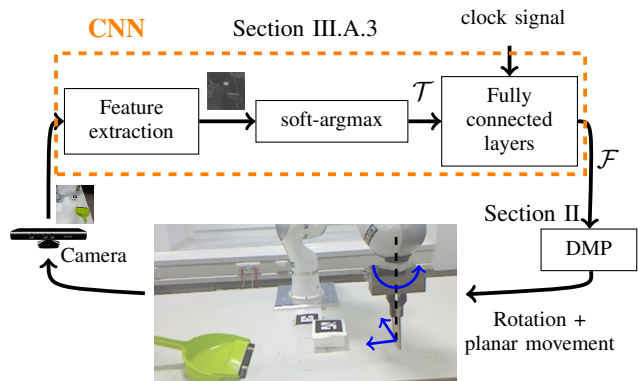 CNN
Section III.A.3
clock signal
Feature
extraction
soft-argmax
𝒯
Fully
connected
layers
ℱ
Section II
DMP
Camera
Rotation +
planar movement